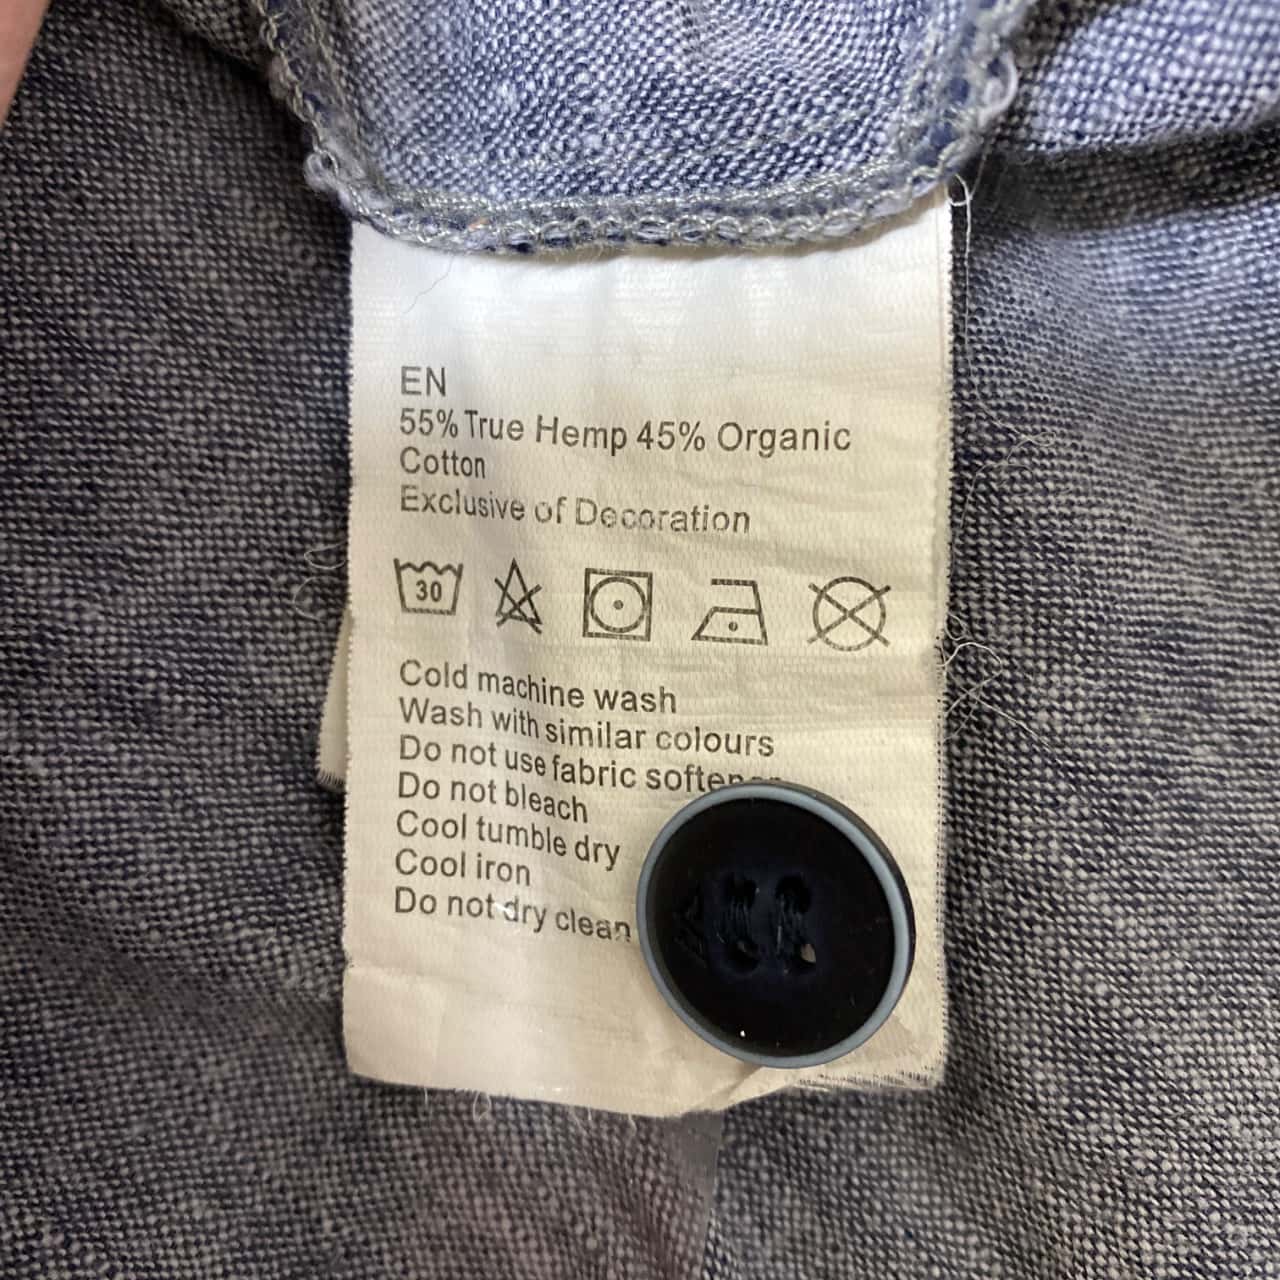 EN
55% True Hemp 45% Organic
Cotton
Exclusive of Decoration
30
Cold machine wash
Wash with similar colours
Do not use fabric softener
Do not bleach
Cool tumble dry
Cool iron
Do not dry clean